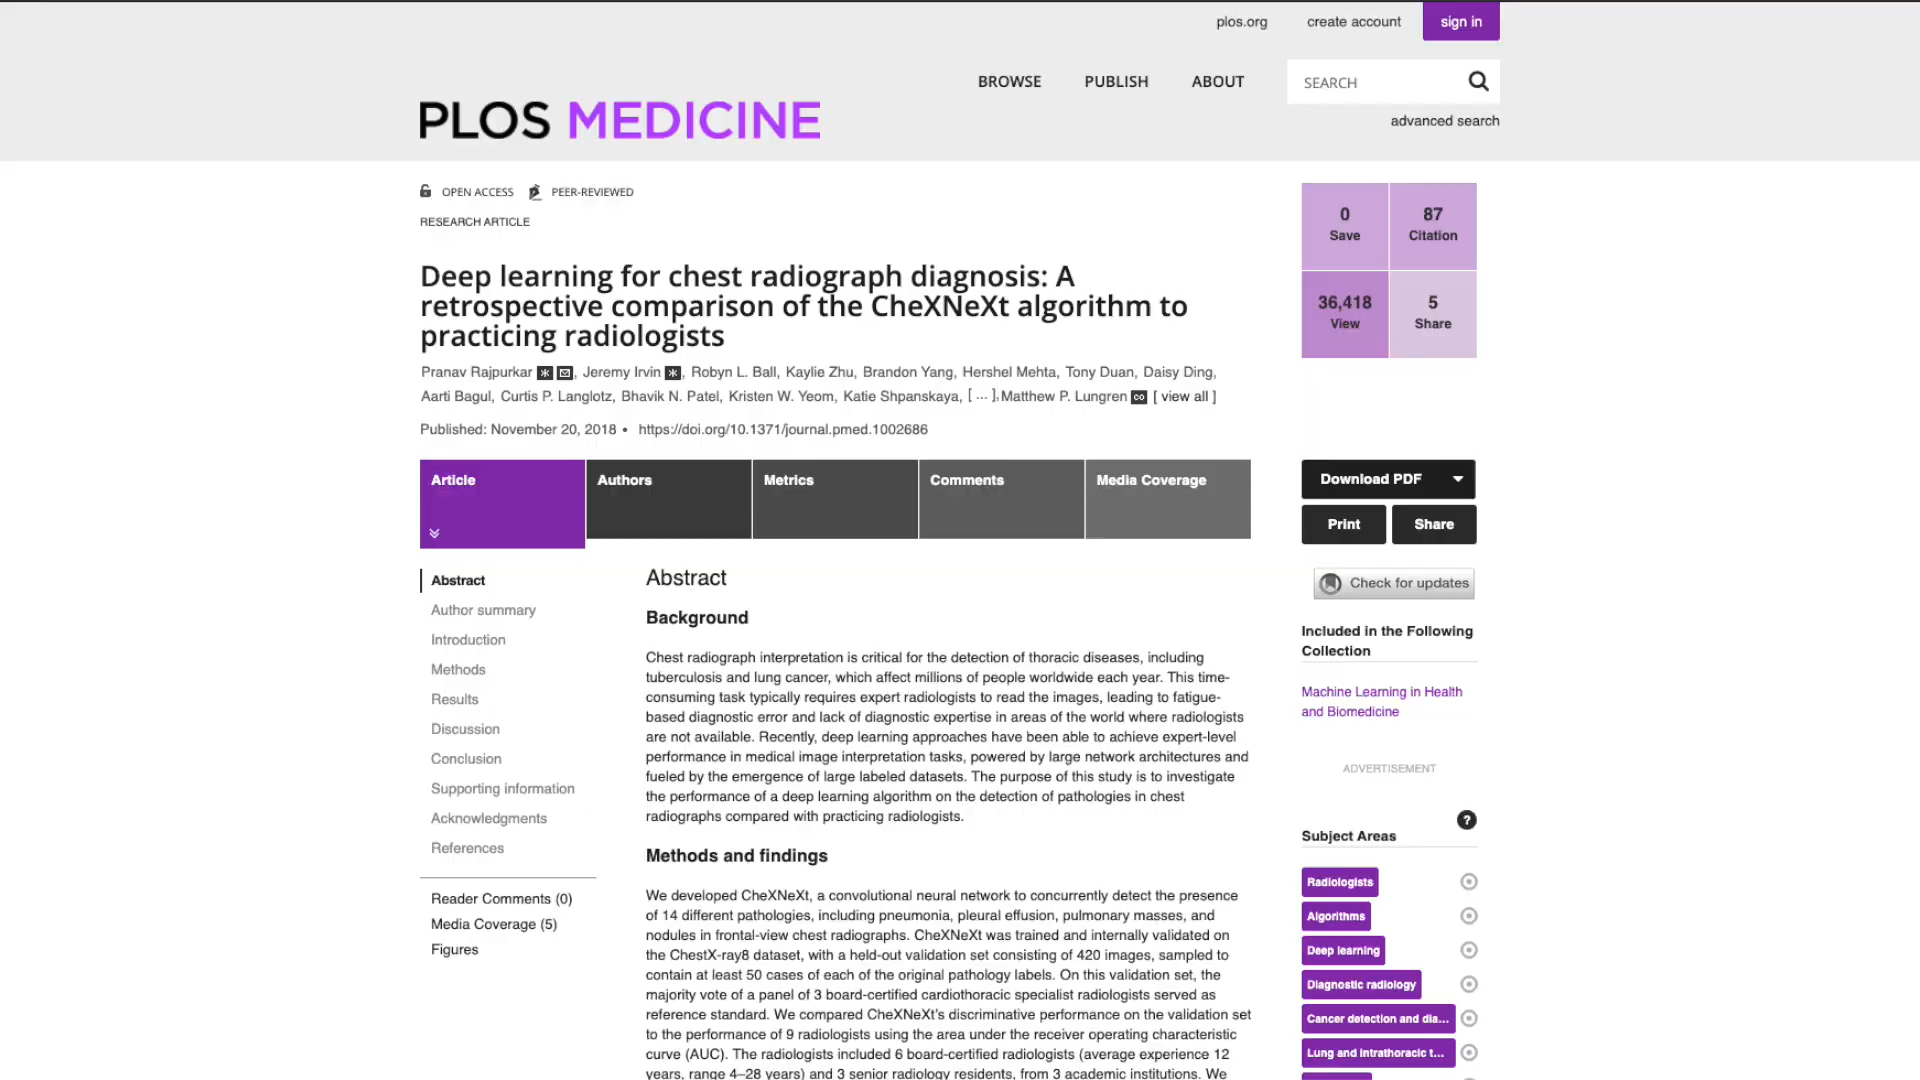 plos.org
create account
sign in
BROWSE
PUBLISH
ABOUT
SEARCH
advanced search
PLOS MEDICINE
OPEN ACCESS
PEER-REVIEWED
RESEARCH ARTICLE
Deep learning for chest radiograph diagnosis: A
retrospective comparison of the CheXNeXt algorithm to
practicing radiologists
Pranav Rajpurkar, Jeremy Irvin, Robyn L. Ball, Kaylie Zhu, Brandon Yang, Hershel Mehta, Tony Duan, Daisy Ding,
Aarti Bagul, Curtis P. Langlotz, Bhavik N. Patel, Kristen W. Yeom, Katie Shpanskaya, [ ... ], Matthew P. Lungren [ view all ]
Published: November 20, 2018 • https://doi.org/10.1371/journal.pmed.1002686
0
Save
87
Citation
36,418
View
5
Share
Article
Authors
Metrics
Comments
Media Coverage
Download PDF
Print
Share
Check for updates
Abstract
Author summary
Introduction
Methods
Results
Discussion
Conclusion
Supporting information
Acknowledgments
References
Reader Comments (0)
Media Coverage (5)
Figures
Abstract
Background
Chest radiograph interpretation is critical for the detection of thoracic diseases, including
tuberculosis and lung cancer, which affect millions of people worldwide each year. This time-
consuming task typically requires expert radiologists to read the images, leading to fatigue-
based diagnostic error and lack of diagnostic expertise in areas of the world where radiologists
are not available. Recently, deep learning approaches have been able to achieve expert-level
performance in medical image interpretation tasks, powered by large network architectures and
fueled by the emergence of large labeled datasets. The purpose of this study is to investigate
the performance of a deep learning algorithm on the detection of pathologies in chest
radiographs compared with practicing radiologists.
Methods and findings
We developed CheXNeXt, a convolutional neural network to concurrently detect the presence
of 14 different pathologies, including pneumonia, pleural effusion, pulmonary masses, and
nodules in frontal-view chest radiographs. CheXNeXt was trained and internally validated on
the ChestX-ray8 dataset, with a held-out validation set consisting of 420 images, sampled to
contain at least 50 cases of each of the original pathology labels. On this validation set, the
majority vote of a panel of 3 board-certified cardiothoracic specialist radiologists served as
reference standard. We compared CheXNeXt's discriminative performance on the validation set
to the performance of 9 radiologists using the area under the receiver operating characteristic
curve (AUC). The radiologists included 6 board-certified radiologists (average experience 12
years, range 4–28 years) and 3 senior radiology residents, from 3 academic institutions. We
Included in the Following
Collection
Machine Learning in Health
and Biomedicine
ADVERTISEMENT
?
Subject Areas
Radiologists
Algorithms
Deep learning
Diagnostic radiology
Cancer detection and dia...
Lung and intrathoracic t...